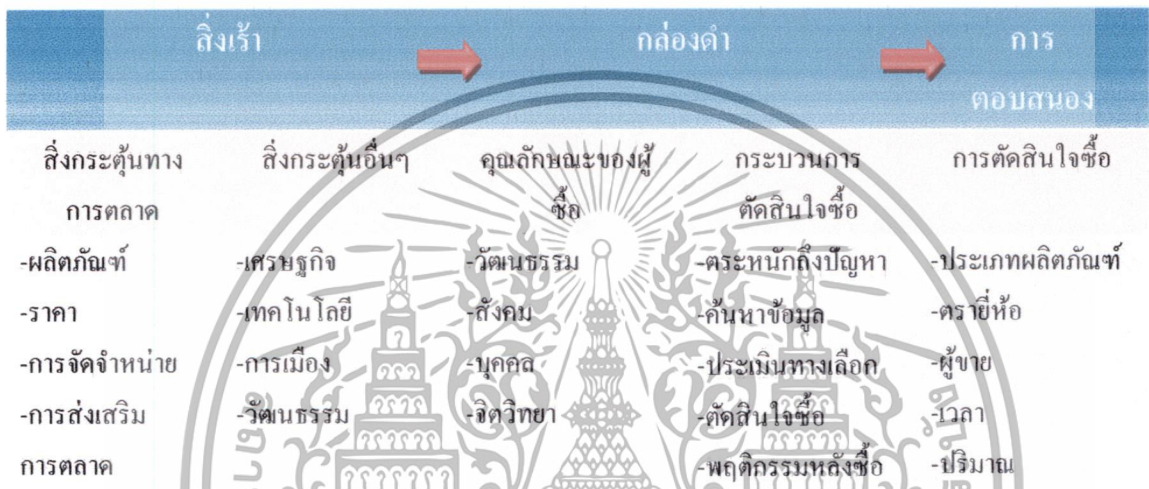 สิ่งเร้า กล่องดำ การ
ตอบสนอง
สิ่งกระตุ้นทาง สิ่งกระตุ้นอื่นๆ คุณลักษณะของผู้ กระบวนการ การตัดสินใจซื้อ
การตลาด ซื้อ ตัดสินใจซื้อ
-ผลิตภัณฑ์ -เศรษฐกิจ -วัฒนธรรม -ตระหนักถึงปัญหา -ประเภทผลิตภัณฑ์
-ราคา -เทคโนโลยี -สังคม -ค้นหาข้อมูล -ตรายี่ห้อ
-การจัดจำหน่าย -การเมือง -บุคคล -ประเมินทางเลือก -ผู้ขาย
-การส่งเสริม -วัฒนธรรม -จิตวิทยา -ตัดสินใจซื้อ -เวลา
การตลาด -พฤติกรรมหลังซื้อ -ปริมาณ